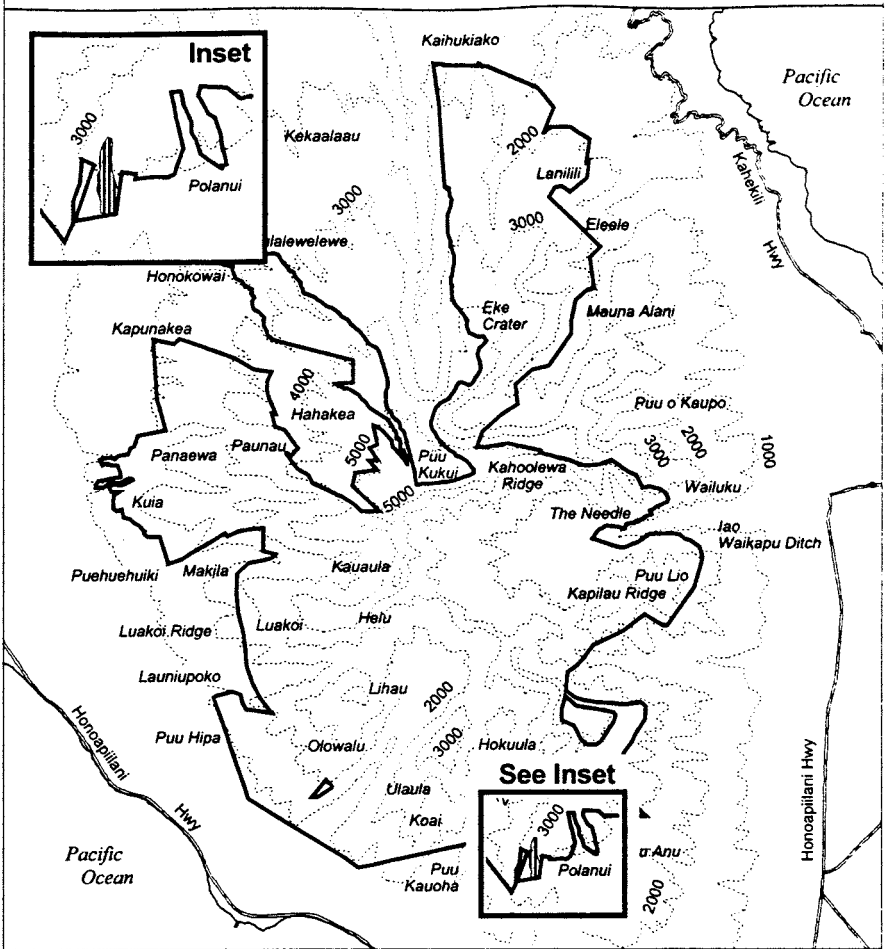 Inset
3000
Polanui
Kaihukiako
Pacific
Ocean
Kekaalaau
2000
Lanilili
Kahekili
Hwy
3000
3000
Eleele
Honokowai
Eke
Crater
Mauna Alani
Kapunakea
4000
Hahakea
Puu o Kaupo
3000
2000
1000
Panaewa
Paunau
5000
Puu
Kukui
Kahoolewa
Ridge
Wailuku
Kuia
5000
The Needle
Iao
Waikapu Ditch
Puehuehuiki
Makila
Kauaula
Puu Lio
Kapilau Ridge
Luakoi Ridge
Luakoi
Helu
Launiupoko
Lihau
2000
Honoapiilani
Hwy
Puu Hipa
Olowalu
3000
Hokuula
Honoapiilani Hwy
See Inset
Ulaula
3000
Koai
Polanui
Anu
Pacific
Ocean
Puu
Kauoha
2000